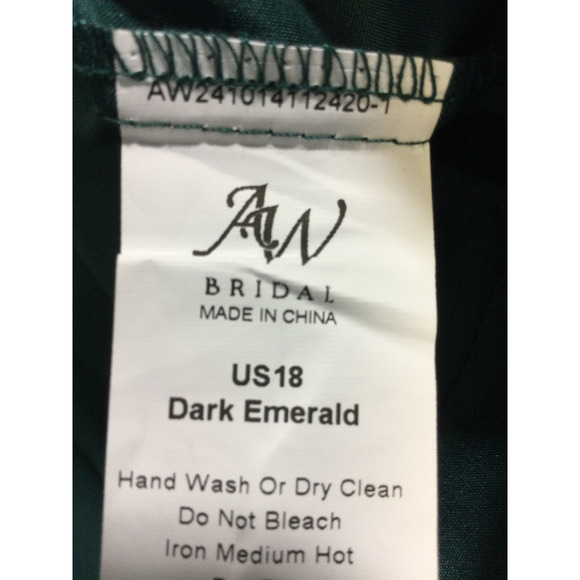 AW241014112420-1
AW
BRIDAL
MADE IN CHINA
US18
Dark Emerald
Hand Wash Or Dry Clean
Do Not Bleach
Iron Medium Hot